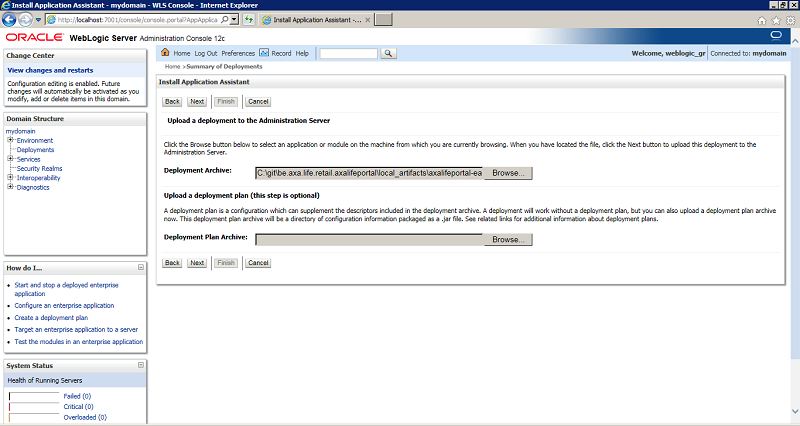 Install Application Assistant - mydomain - WLS Console - Internet Explorer
http://localhost:7001/console/console.portal?AppApplica
Install Application Assistant -...
ORACLE WebLogic Server Administration Console 12c
Change Center
View changes and restarts
Configuration editing is enabled. Future
changes will automatically be activated as you
modify, add or delete items in this domain.
Domain Structure
mydomain
Environment
Deployments
Services
Security Realms
Interoperability
Diagnostics
How do I...
Start and stop a deployed enterprise
application
Configure an enterprise application
Create a deployment plan
Target an enterprise application to a server
Test the modules in an enterprise application
System Status
Health of Running Servers
Failed (0)
Critical (0)
Overloaded (0)
Home Log Out Preferences Record Help
Welcome, weblogic_gr Connected to: mydomain
Home >Summary of Deployments
Install Application Assistant
Back Next Finish Cancel
Upload a deployment to the Administration Server
Click the Browse button below to select an application or module on the machine from which you are currently browsing. When you have located the file, click the Next button to upload this deployment to the
Administration Server.
Deployment Archive: C:\git\be.axa.life.retail.axalifeportal\local_artifacts\axalifeportal-ea Browse...
Upload a deployment plan (this step is optional)
A deployment plan is a configuration which can supplement the descriptors included in the deployment archive. A deployment will work without a deployment plan, but you can also upload a deployment plan archive
now. This deployment plan archive will be a directory of configuration information packaged as a .jar file. See related links for additional information about deployment plans.
Deployment Plan Archive: Browse...
Back Next Finish Cancel